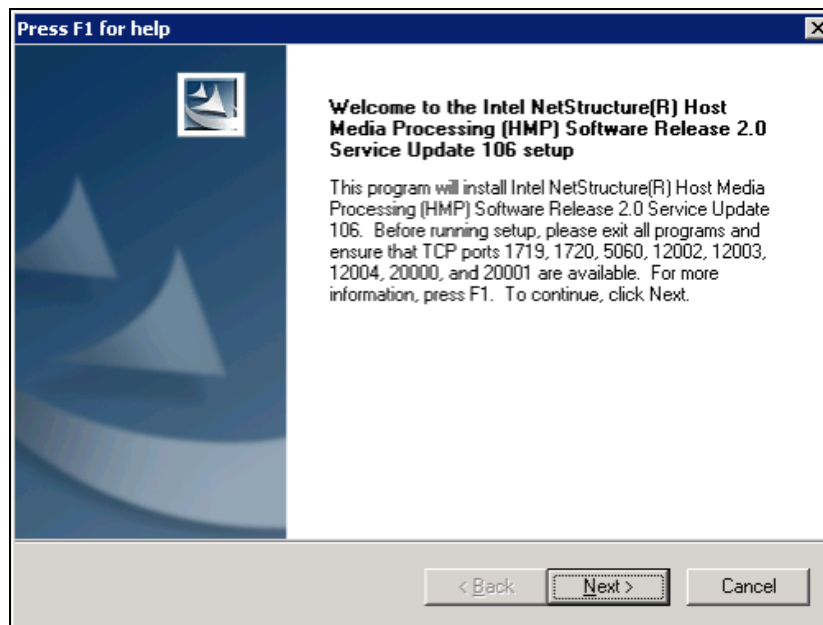 Press F1 for help
Welcome to the Intel NetStructure(R) Host
Media Processing (HMP) Software Release 2.0
Service Update 106 setup
This program will install Intel NetStructure(R) Host Media
Processing (HMP) Software Release 2.0 Service Update
106. Before running setup, please exit all programs and
ensure that TCP ports 1719, 1720, 5060, 12002, 12003,
12004, 20000, and 20001 are available. For more
information, press F1. To continue, click Next.
< Back
Next >
Cancel